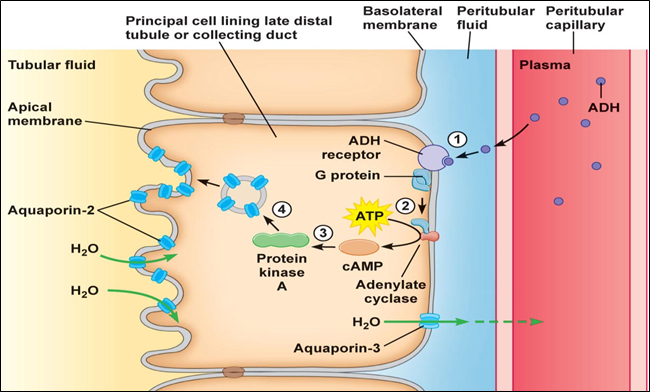 Principal cell lining late distal
tubule or collecting duct
Basolateral
membrane
Peritubular
fluid
Peritubular
capillary
Tubular fluid
Plasma
Apical
membrane
ADH
ADH
receptor
1
G protein
Aquaporin-2
4
ATP
2
3
H₂O
Protein
kinase
A
cAMP
Adenylate
cyclase
H₂O
H₂O
Aquaporin-3